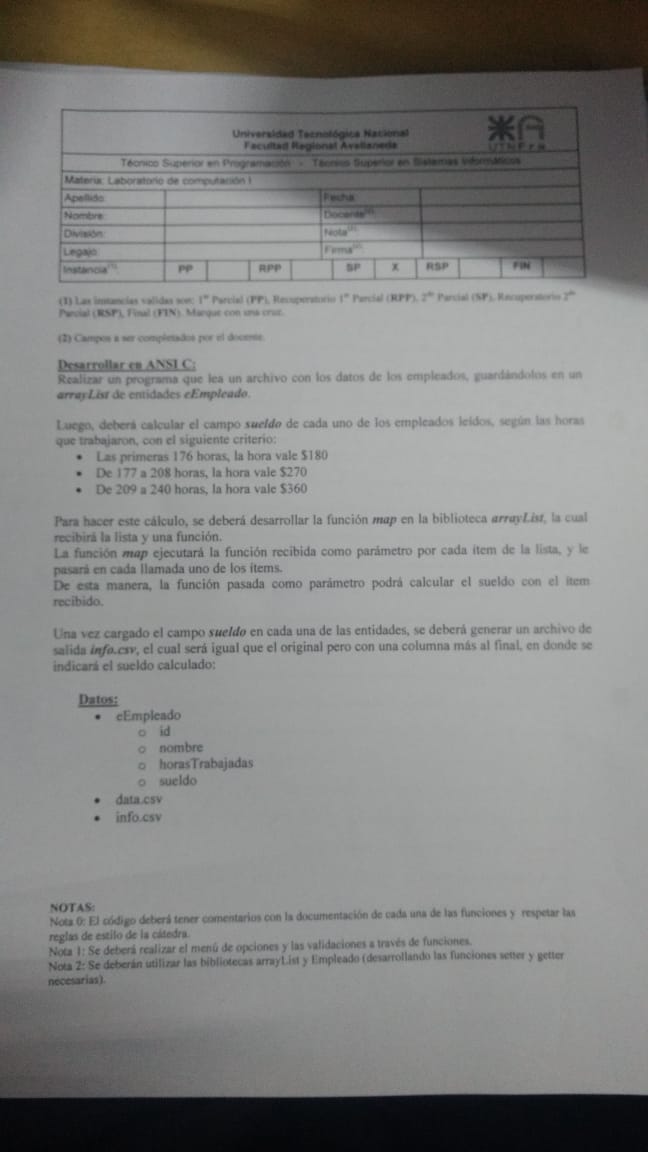 Universidad Tecnológica Nacional
Facultad Regional Avellaneda
UTNFra
Técnico Superior en Programación - Técnico Superior en Sistemas Informáticos
Materia: Laboratorio de computación I
Apellido: Fecha:
Nombre: Docente(2):
División: Nota(2):
Legajo: Firma(2):
Instancia(1): PP RPP SP X RSP FIN
(1) Las instancias validas son: 1er Parcial (PP), Recuperatorio 1er Parcial (RPP), 2do Parcial (SP), Recuperatorio 2do
Parcial (RSP), Final (FIN). Marque con una cruz.
(2) Campos a ser completados por el docente.
Desarrollar en ANSI C:
Realizar un programa que lea un archivo con los datos de los empleados, guardándolos en un
arrayList de entidades eEmpleado.
Luego, deberá calcular el campo sueldo de cada uno de los empleados leídos, según las horas
que trabajaron, con el siguiente criterio:
• Las primeras 176 horas, la hora vale $180
• De 177 a 208 horas, la hora vale $270
• De 209 a 240 horas, la hora vale $360
Para hacer este cálculo, se deberá desarrollar la función map en la biblioteca arrayList, la cual
recibirá la lista y una función.
La función map ejecutará la función recibida como parámetro por cada ítem de la lista, y le
pasará en cada llamada uno de los ítems.
De esta manera, la función pasada como parámetro podrá calcular el sueldo con el ítem
recibido.
Una vez cargado el campo sueldo en cada una de las entidades, se deberá generar un archivo de
salida info.csv, el cual será igual que el original pero con una columna más al final, en donde se
indicará el sueldo calculado:
Datos:
• eEmpleado
o id
o nombre
o horasTrabajadas
o sueldo
• data.csv
• info.csv
NOTAS:
Nota 0: El código deberá tener comentarios con la documentación de cada una de las funciones y respetar las
reglas de estilo de la cátedra.
Nota 1: Se deberá realizar el menú de opciones y las validaciones a través de funciones.
Nota 2: Se deberán utilizar las bibliotecas arrayList y Empleado (desarrollando las funciones setter y getter
necesarias).